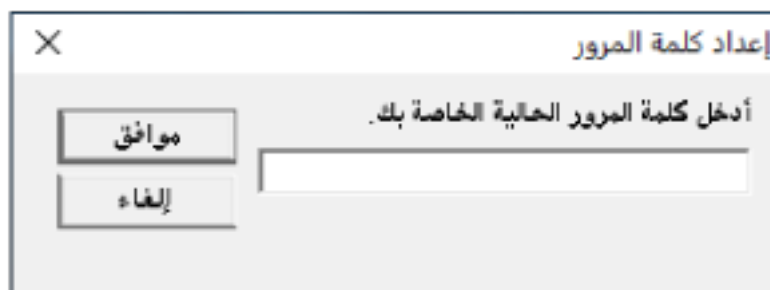 إعداد كلمة المرور
أدخل كلمة المرور الحالية الخاصة بك.
موافق
إلغاء